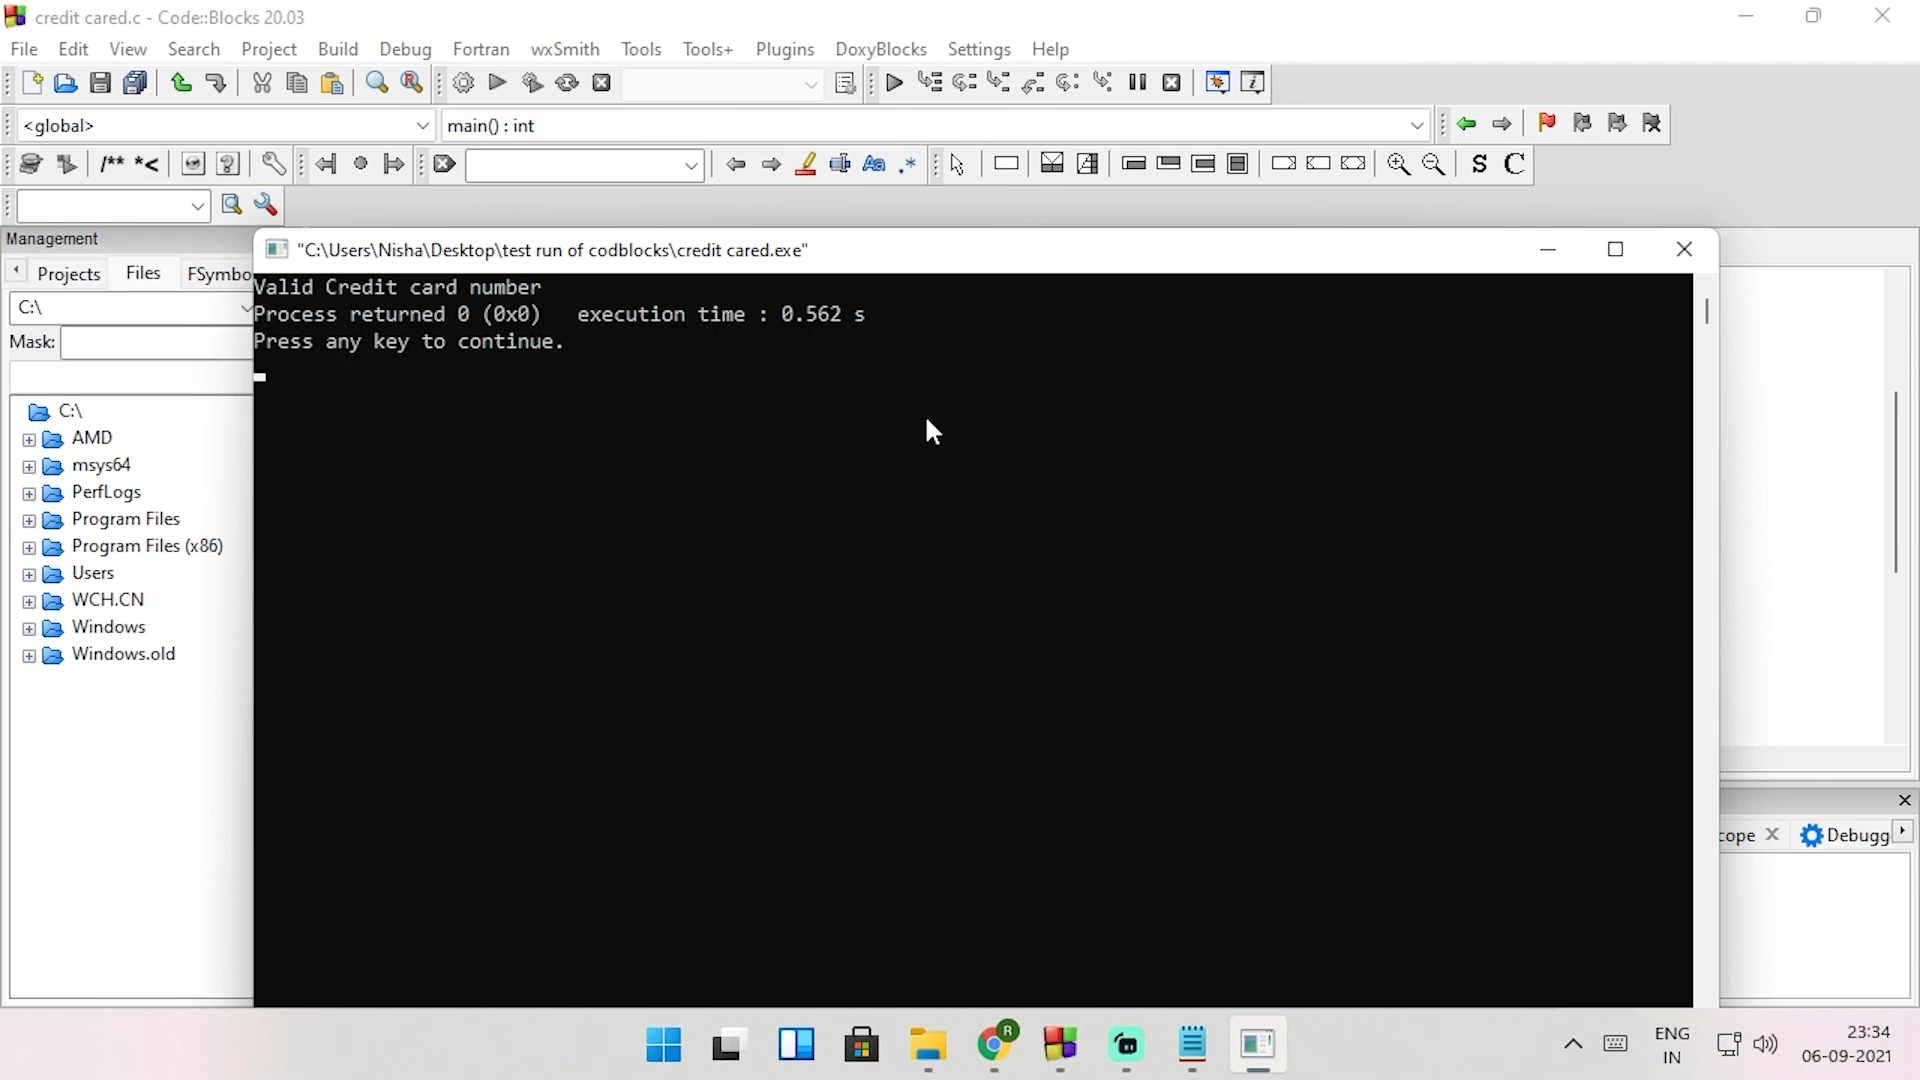 credit cared.c - Code::Blocks 20.03
File Edit View Search Project Build Debug Fortran wxSmith Tools Tools+ Plugins DoxyBlocks Settings Help
<global> main() : int
/** *<
S C
Management
Projects Files FSymbo
"C:\Users\Nisha\Desktop\test run of codblocks\credit cared.exe"
C:\
Mask:
Valid Credit card number
Process returned 0 (0x0) execution time : 0.562 s
Press any key to continue.
C:\
AMD
msys64
PerfLogs
Program Files
Program Files (x86)
Users
WCH.CN
Windows
Windows.old
cope Debugg
R
ENG
IN
23:34
06-09-2021